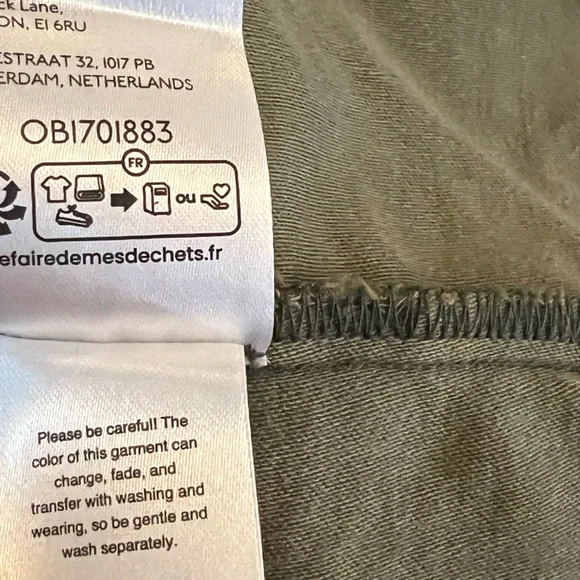 ck Lane,
ON, E1 6RU
STRAAT 32, 1017 PB
ERDAM, NETHERLANDS
OB1701883
FR
ou
efairedemesdechets.fr
Please be careful! The
color of this garment can
change, fade, and
transfer with washing and
wearing, so be gentle and
wash separately.